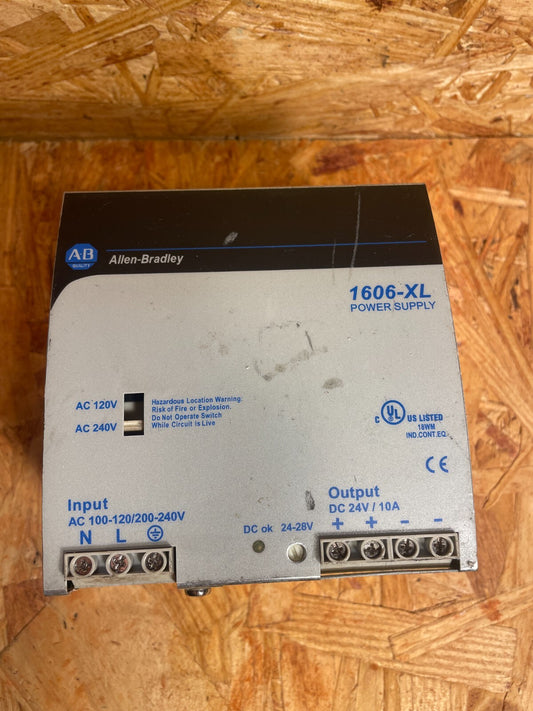 AB
QUALITY
Allen-Bradley
1606-XL
POWER SUPPLY
AC 120V
AC 240V
Hazardous Location Warning:
Risk of Fire or Explosion.
Do Not Operate Switch
While Circuit is Live
C UL US LISTED
18WM
IND.CONT.EQ.
CE
Input
AC 100-120/200-240V
N L
DC ok 24-28V
Output
DC 24V / 10A
+ + – –